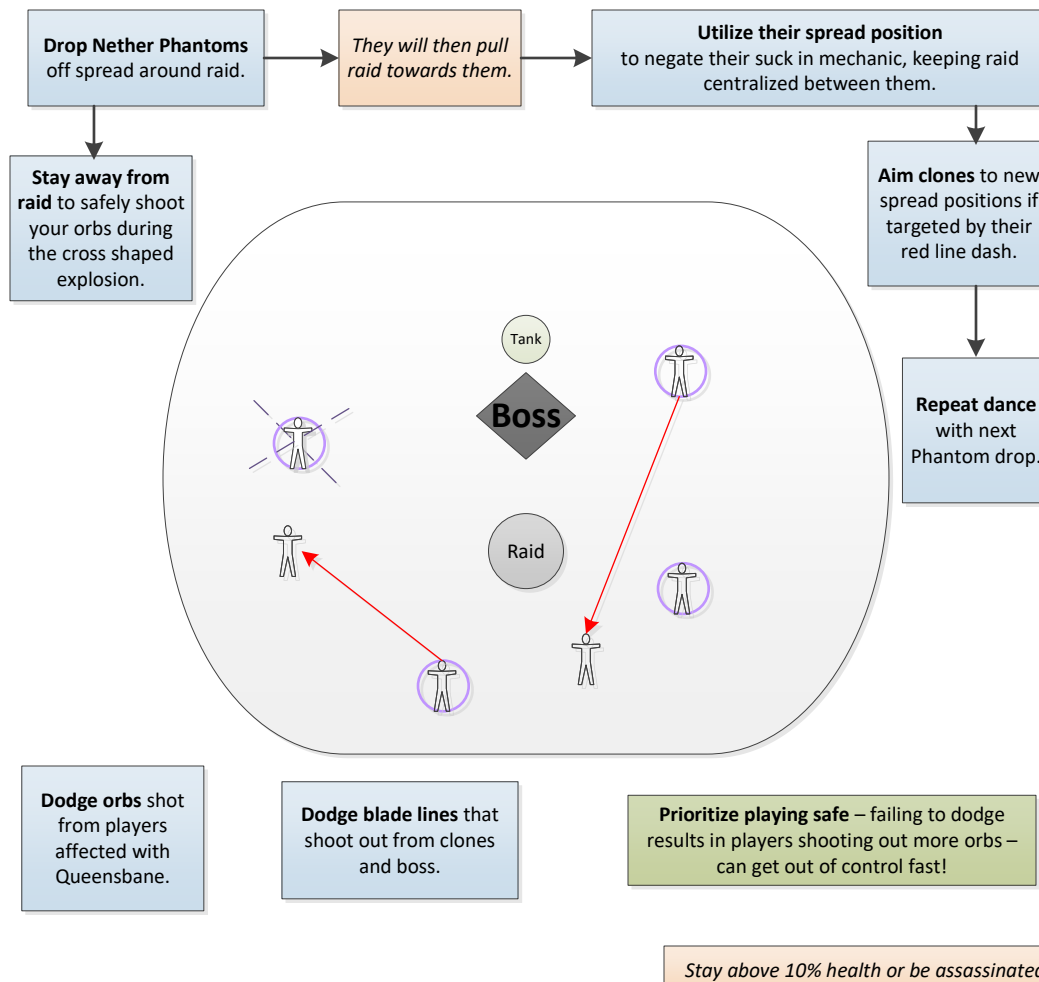 Drop Nether Phantoms
off spread around raid.
They will then pull
raid towards them.
Utilize their spread position
to negate their suck in mechanic, keeping raid
centralized between them.
Stay away from
raid to safely shoot
your orbs during
the cross shaped
explosion.
Aim clones to new
spread positions if
targeted by their
red line dash.
Tank
Boss
Raid
Repeat dance
with next
Phantom drop.
Dodge orbs shot
from players
affected with
Queensbane.
Dodge blade lines that
shoot out from clones
and boss.
Prioritize playing safe – failing to dodge
results in players shooting out more orbs –
can get out of control fast!
Stay above 10% health or be assassinated